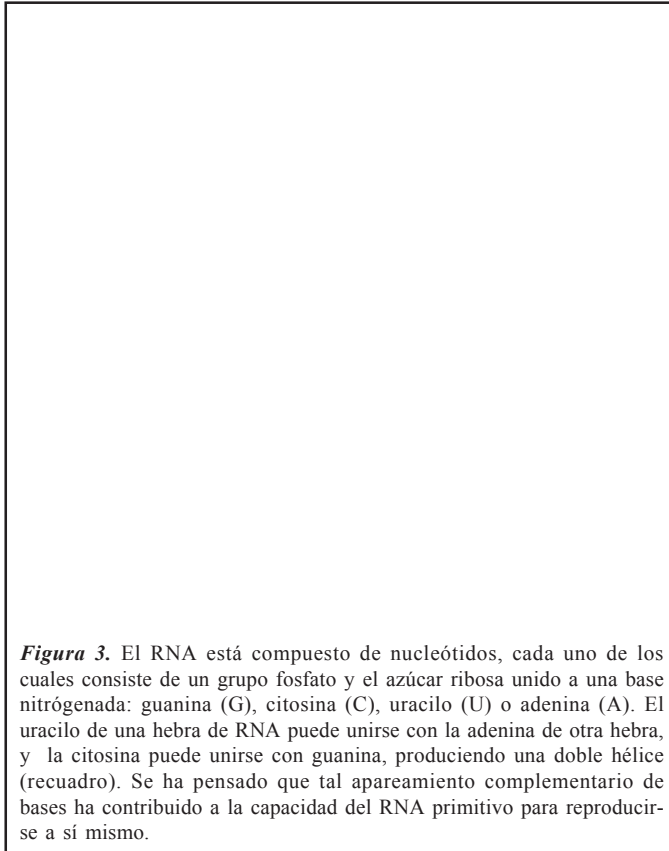 Figura 3. El RNA está compuesto de nucleótidos, cada uno de los
cuales consiste de un grupo fosfato y el azúcar ribosa unido a una base
nitrógenada: guanina (G), citosina (C), uracilo (U) o adenina (A). El
uracilo de una hebra de RNA puede unirse con la adenina de otra hebra,
y la citosina puede unirse con guanina, produciendo una doble hélice
(recuadro). Se ha pensado que tal apareamiento complementario de
bases ha contribuido a la capacidad del RNA primitivo para reproducir-
se a sí mismo.